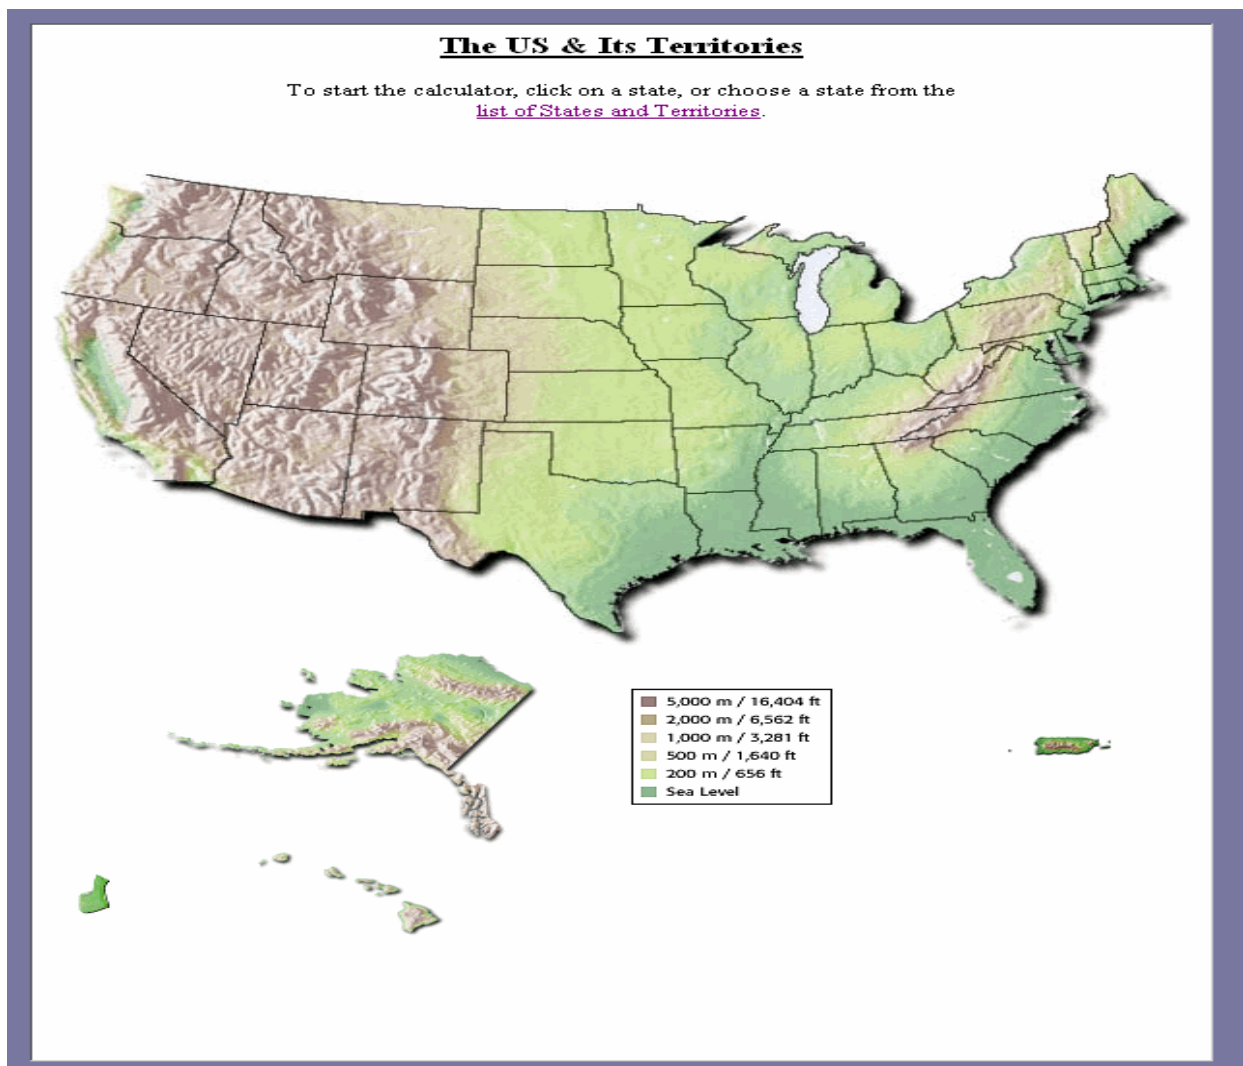 The US & Its Territories
To start the calculator, click on a state, or choose a state from the
list of States and Territories.
5,000 m / 16,404 ft
2,000 m / 6,562 ft
1,000 m / 3,281 ft
500 m / 1,640 ft
200 m / 656 ft
Sea Level